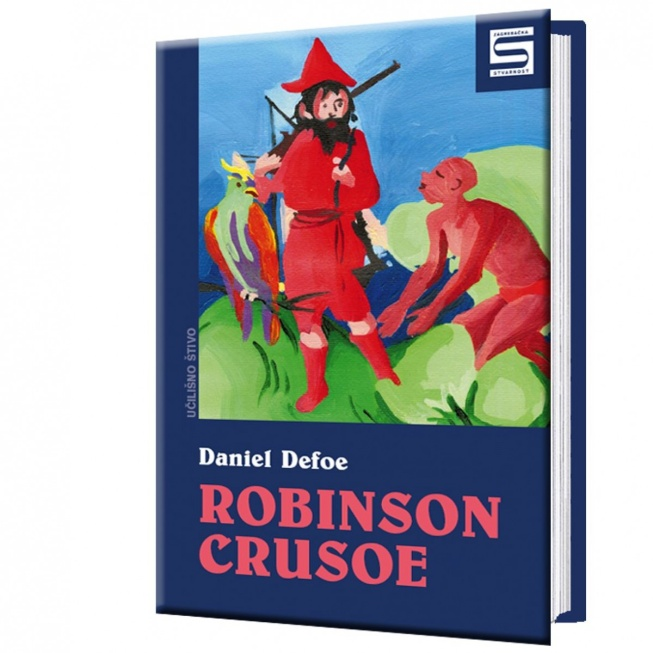 ZAGREBAČKA
S
STVARNOST
UČILIŠNO ŠTIVO
Daniel Defoe
ROBINSON
CRUSOE